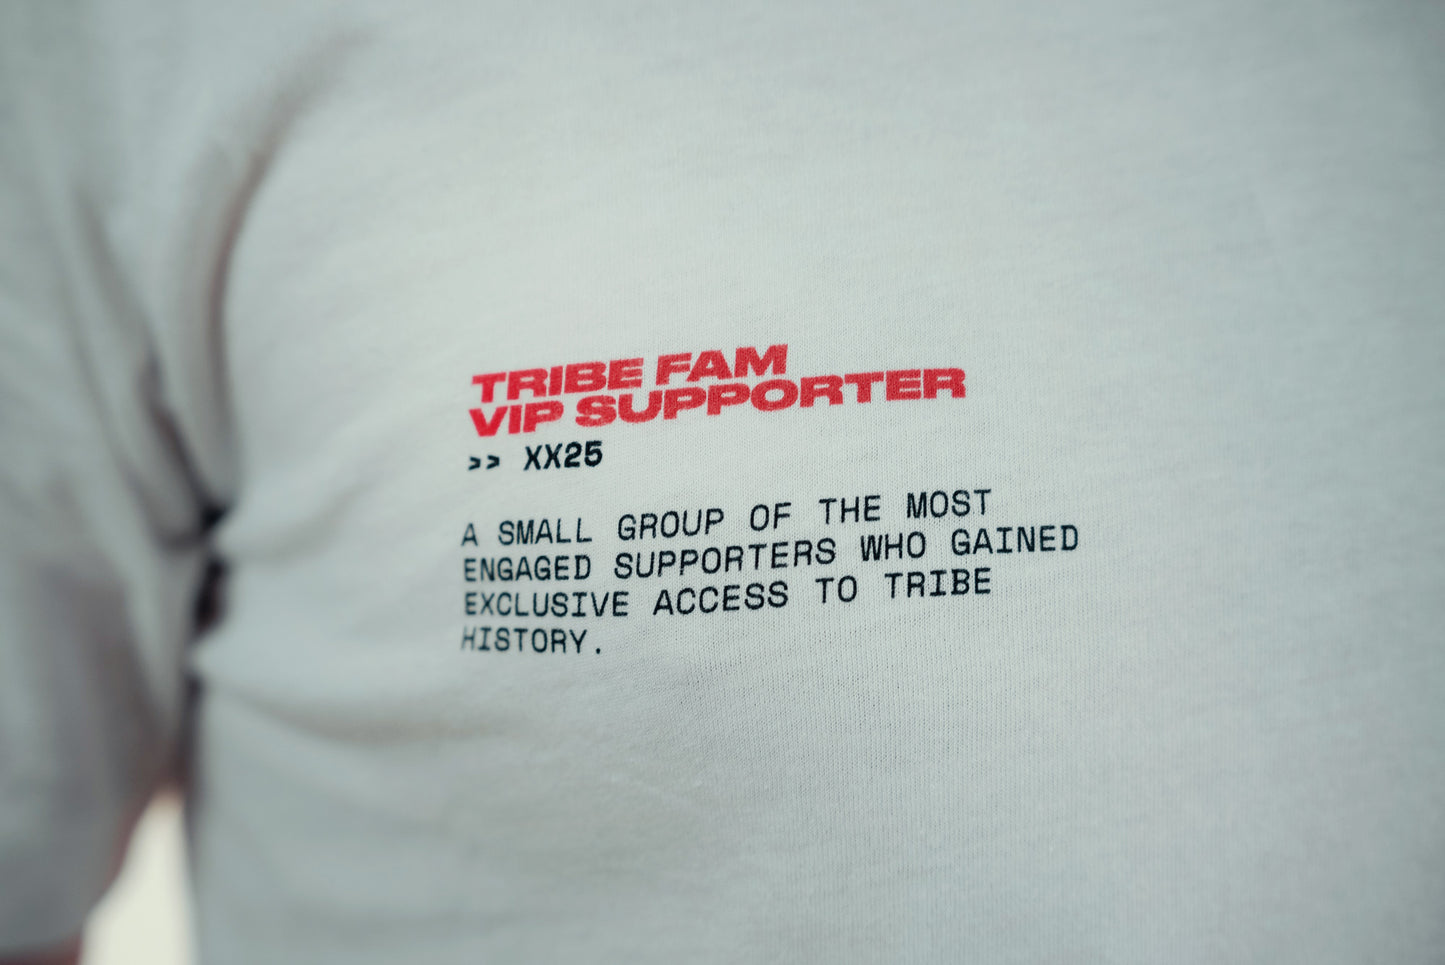 TRIBE FAM
VIP SUPPORTER
>> XX25
A SMALL GROUP OF THE MOST
ENGAGED SUPPORTERS WHO GAINED
EXCLUSIVE ACCESS TO TRIBE
HISTORY.